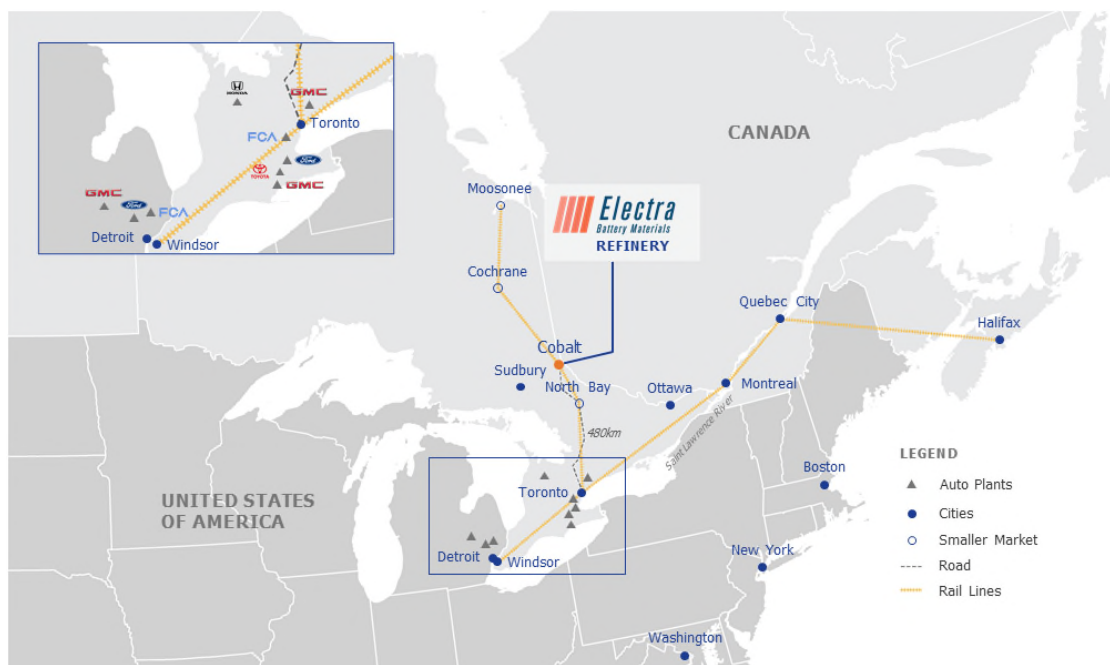 HONDA
GMC
Toronto
FCA
Ford
TOYOTA
GMC
GMC
Ford
FCA
Detroit
Windsor
CANADA
Moosonee
Electra
Battery Materials
REFINERY
Cochrane
Quebec City
Halifax
Cobalt
Sudbury
North Bay
Ottawa
Montreal
480km
Saint Lawrence River
LEGEND
Auto Plants
Cities
Smaller Market
Road
Rail Lines
Boston
UNITED STATES
OF AMERICA
Toronto
Detroit
Windsor
New York
Washington